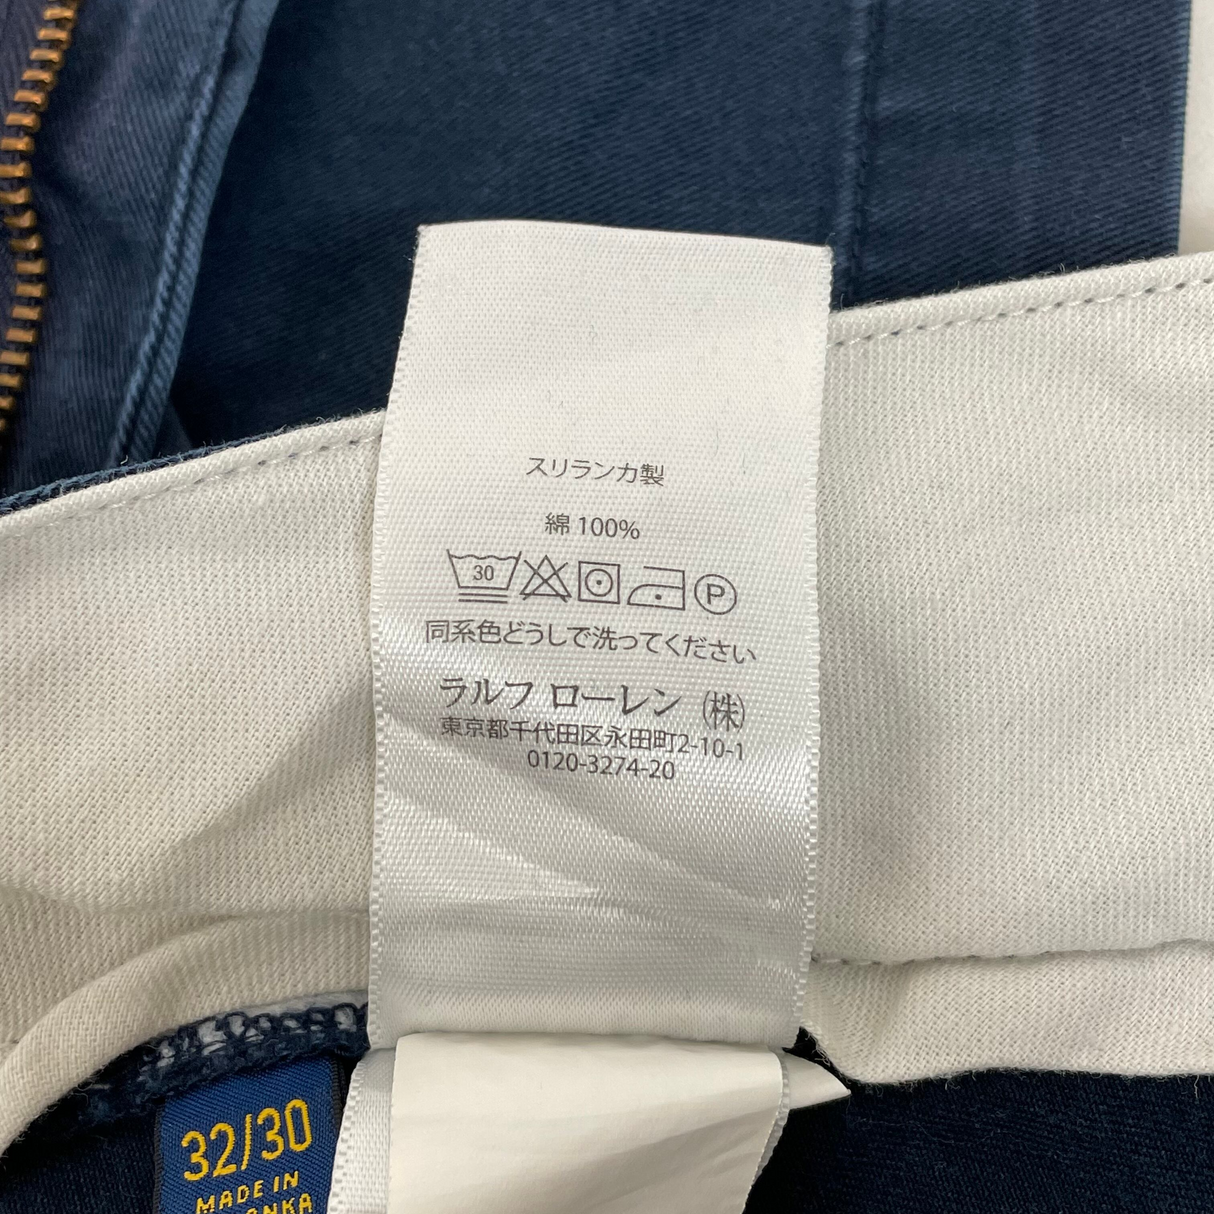 スリランカ製
綿 100%
30
P
同系色どうしで洗ってください
ラルフ ローレン (株)
東京都千代田区永田町2-10-1
0120-3274-20
32/30
MADE IN
ANKA